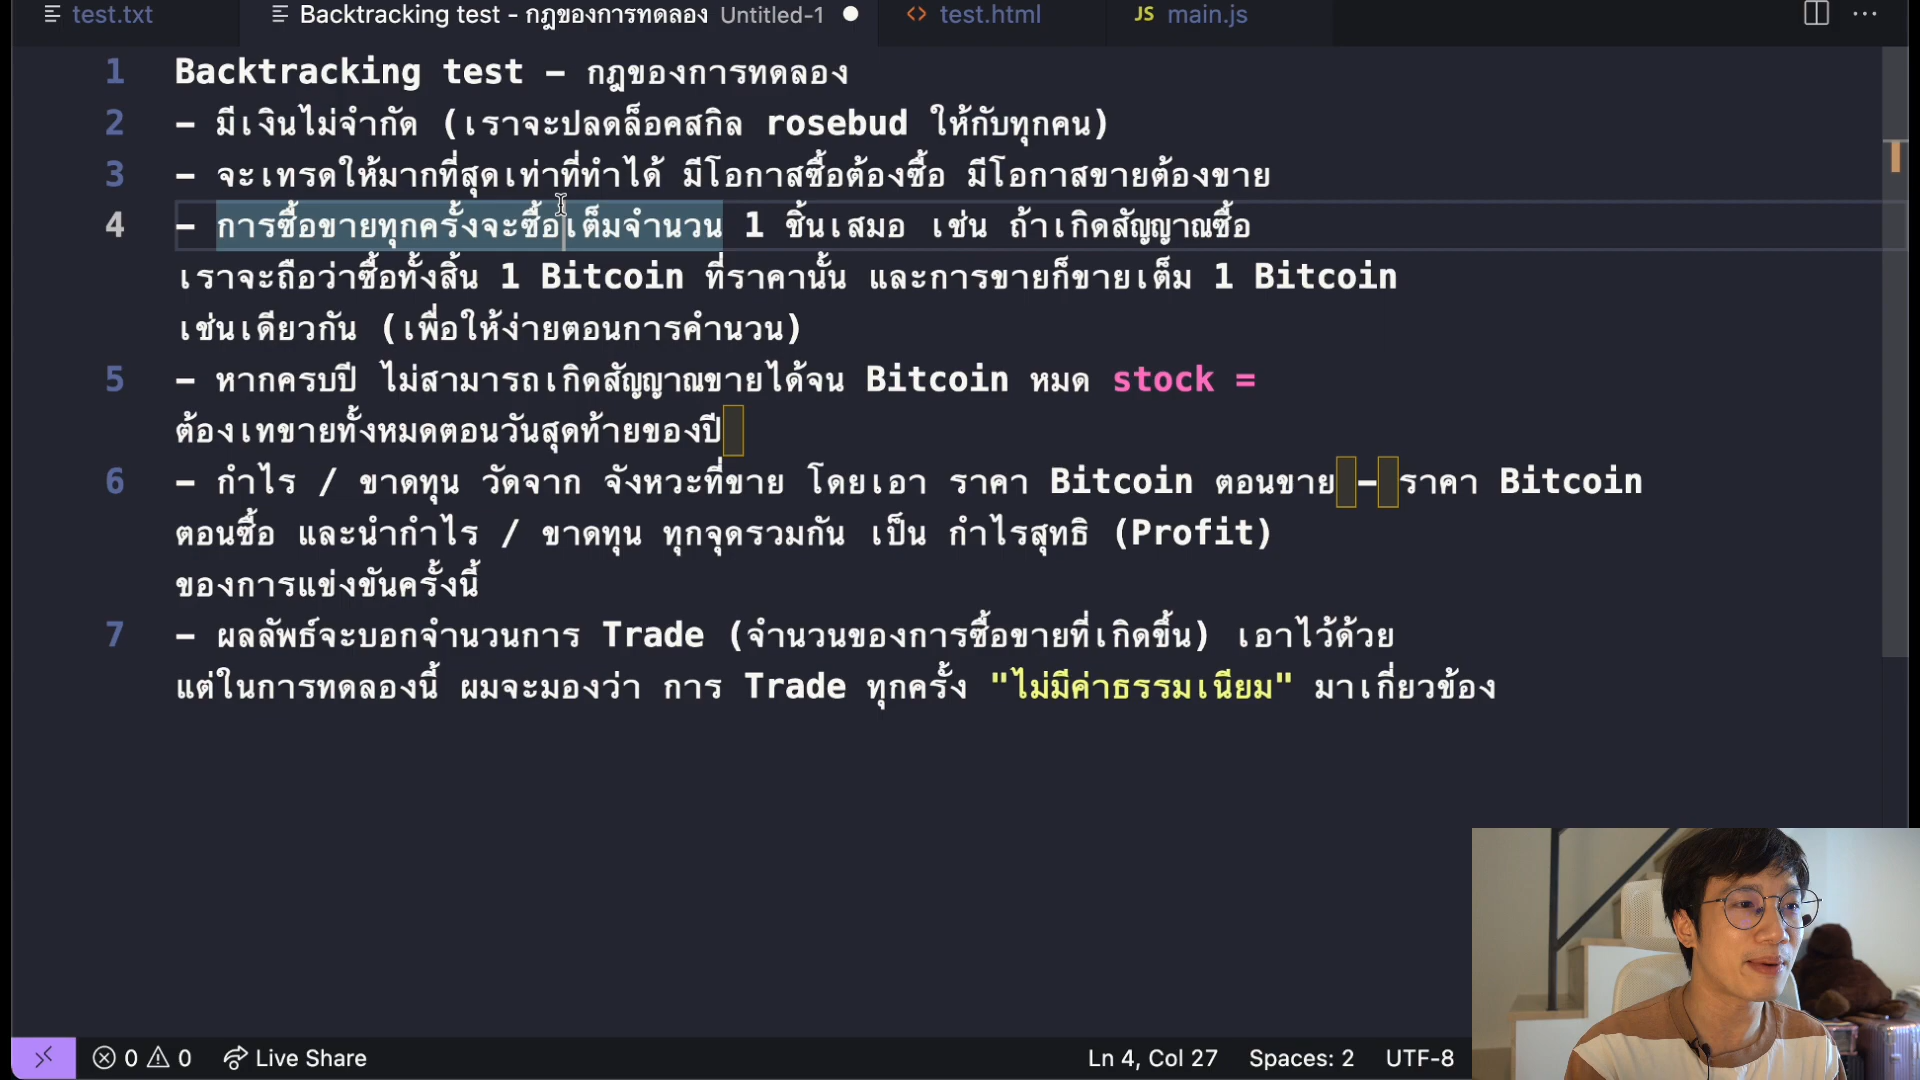 test.txt
Backtracking test - กฎของการทดลอง Untitled-1
test.html
JS main.js
1 Backtracking test - กฎของการทดลอง
2 - มีเงินไม่จำกัด (เราจะปลดล็อคสกิล rosebud ให้กับทุกคน)
3 - จะเทรดให้มากที่สุดเท่าที่ทำได้ มีโอกาสซื้อต้องซื้อ มีโอกาสขายต้องขาย
4 - การซื้อขายทุกครั้งจะซื้อเต็มจำนวน 1 ชิ้นเสมอ เช่น ถ้าเกิดสัญญาณซื้อ
เราจะถือว่าซื้อทั้งสิ้น 1 Bitcoin ที่ราคานั้น และการขายก็ขายเต็ม 1 Bitcoin
เช่นเดียวกัน (เพื่อให้ง่ายตอนการคำนวน)
5 - หากครบปี ไม่สามารถเกิดสัญญาณขายได้จน Bitcoin หมด stock =
ต้องเทขายทั้งหมดตอนวันสุดท้ายของปี
6 - กำไร / ขาดทุน วัดจาก จังหวะที่ขาย โดยเอา ราคา Bitcoin ตอนขาย - ราคา Bitcoin
ตอนซื้อ และนำกำไร / ขาดทุน ทุกจุดรวมกัน เป็น กำไรสุทธิ (Profit)
ของการแข่งขันครั้งนี้
7 - ผลลัพธ์จะบอกจำนวนการ Trade (จำนวนของการซื้อขายที่เกิดขึ้น) เอาไว้ด้วย
แต่ในการทดลองนี้ ผมจะมองว่า การ Trade ทุกครั้ง "ไม่มีค่าธรรมเนียม" มาเกี่ยวข้อง
0 0 Live Share
Ln 4, Col 27 Spaces: 2 UTF-8